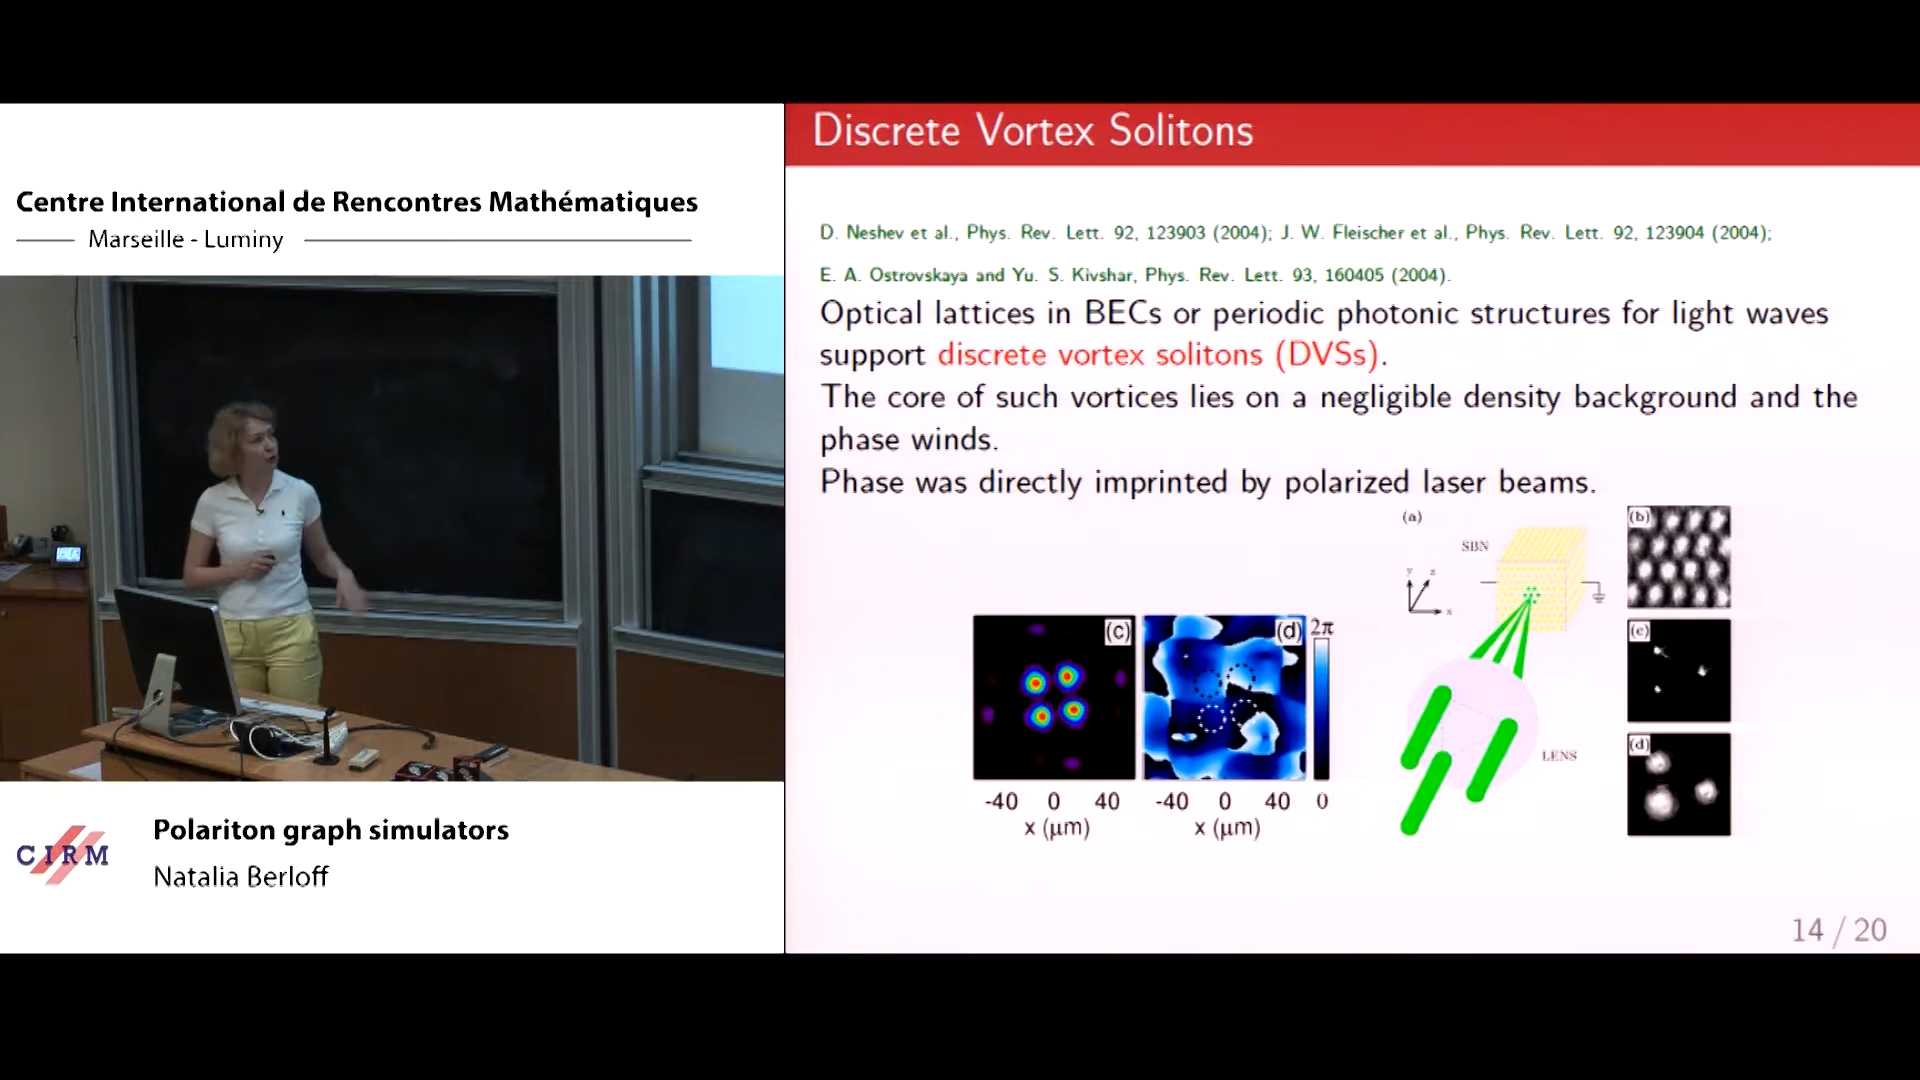 Centre International de Rencontres Mathématiques
Marseille - Luminy
Polariton graph simulators
CIRM
Natalia Berloff
Discrete Vortex Solitons
D. Neshev et al., Phys. Rev. Lett. 92, 123903 (2004); J. W. Fleischer et al., Phys. Rev. Lett. 92, 123904 (2004);
E. A. Ostrovskaya and Yu. S. Kivshar, Phys. Rev. Lett. 93, 160405 (2004).
Optical lattices in BECs or periodic photonic structures for light waves
support discrete vortex solitons (DVSs).
The core of such vortices lies on a negligible density background and the
phase winds.
Phase was directly imprinted by polarized laser beams.
(c)
(d)
2π
0
-40 0 40
x (μm)
-40 0 40
x (μm)
(a)
SBN
y
z
x
LENS
(b)
(c)
(d)
14 / 20